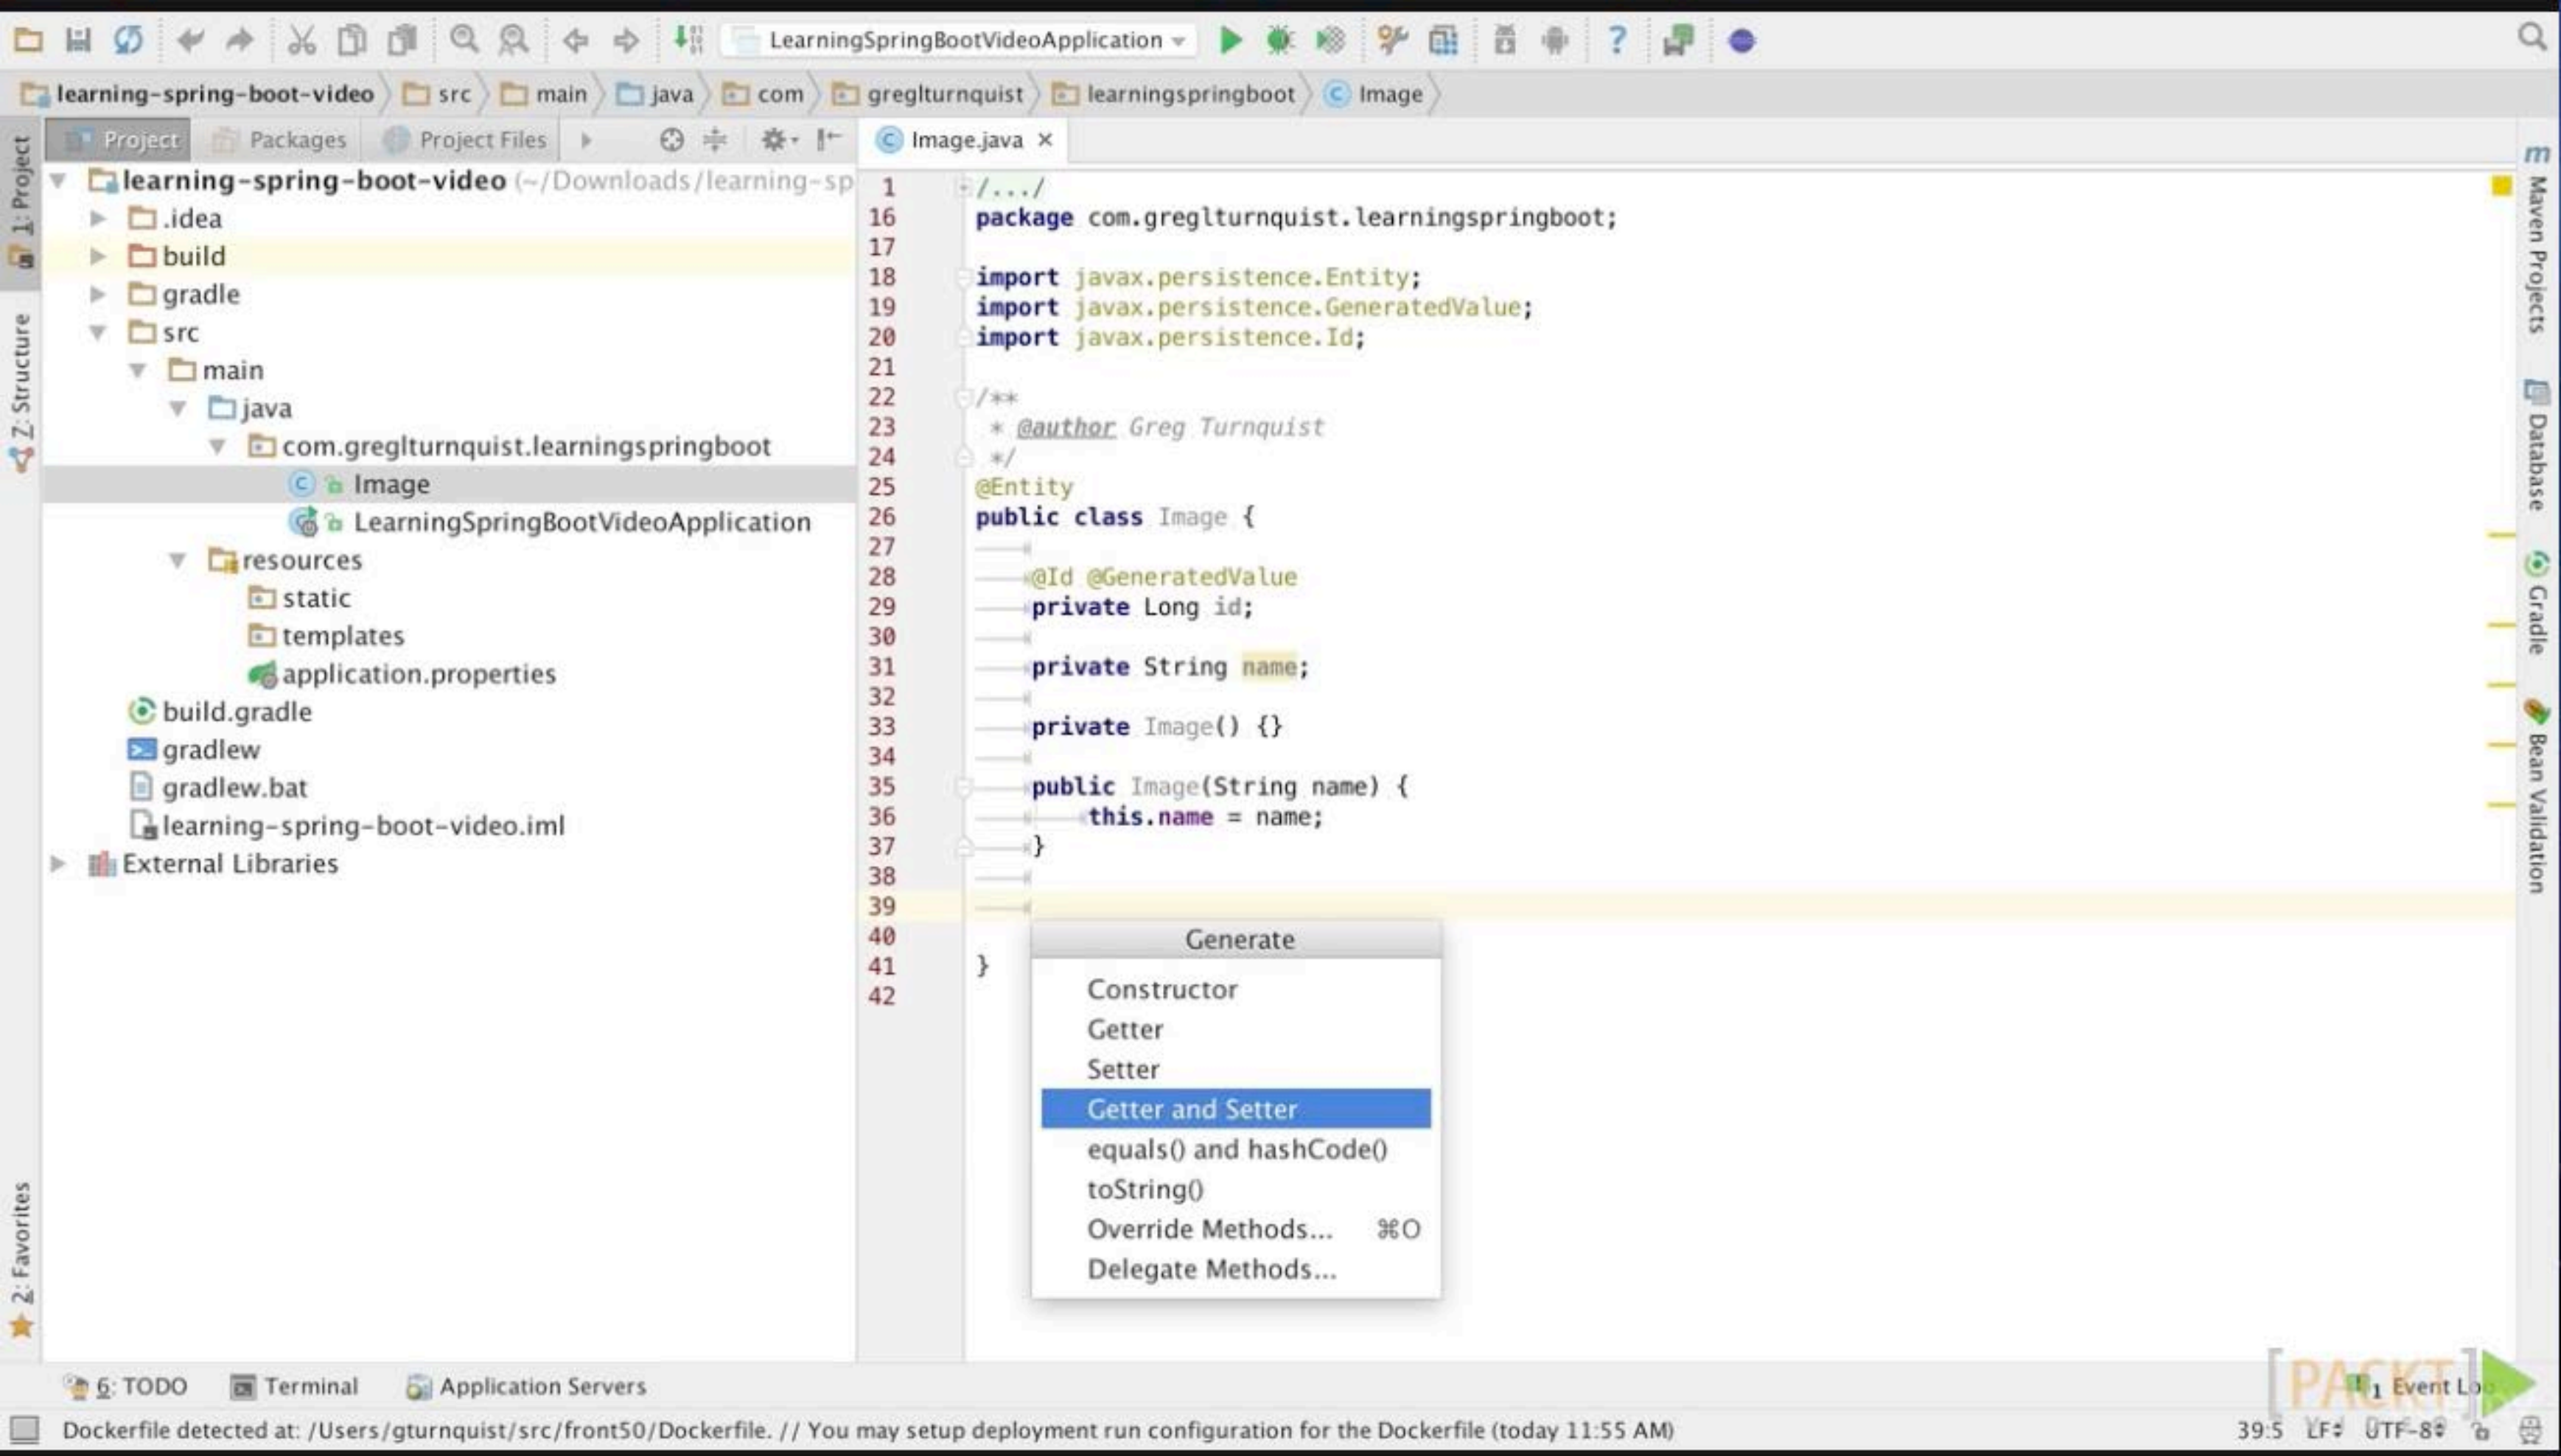 LearningSpringBootVideoApplication
learning-spring-boot-video src main java com greglturnquist learningspringboot Image
Project Packages Project Files
Image.java
1: Project
Z: Structure
2: Favorites
learning-spring-boot-video (~/Downloads/learning-sp
.idea
build
gradle
src
main
java
com.greglturnquist.learningspringboot
Image
LearningSpringBootVideoApplication
resources
static
templates
application.properties
build.gradle
gradlew
gradlew.bat
learning-spring-boot-video.iml
External Libraries
1 /.../
16 package com.greglturnquist.learningspringboot;
17
18 import javax.persistence.Entity;
19 import javax.persistence.GeneratedValue;
20 import javax.persistence.Id;
21
22 /**
23 * @author Greg Turnquist
24 */
25 @Entity
26 public class Image {
27
28 @Id @GeneratedValue
29 private Long id;
30
31 private String name;
32
33 private Image() {}
34
35 public Image(String name) {
36 this.name = name;
37 }
38
39
40
41 }
42
Generate
Constructor
Getter
Setter
Getter and Setter
equals() and hashCode()
toString()
Override Methods... ⌘O
Delegate Methods...
Maven Projects
Database
Gradle
Bean Validation
6: TODO Terminal Application Servers
[PACKT]
1 Event Lo
Dockerfile detected at: /Users/gturnquist/src/front50/Dockerfile. // You may setup deployment run configuration for the Dockerfile (today 11:55 AM)
39:5 LF UTF-8